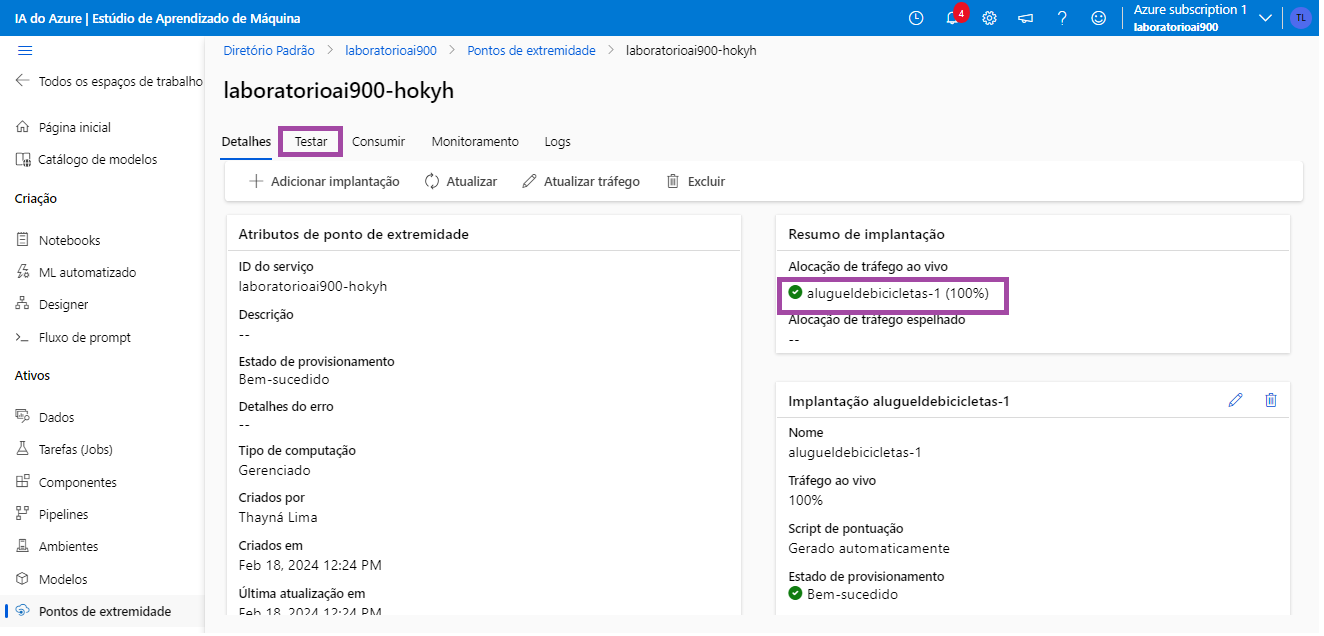 IA do Azure | Estúdio de Aprendizado de Máquina
4
Azure subscription 1
laboratorioai900
TL
Todos os espaços de trabalho
Página inicial
Catálogo de modelos
Criação
Notebooks
ML automatizado
Designer
Fluxo de prompt
Ativos
Dados
Tarefas (Jobs)
Componentes
Pipelines
Ambientes
Modelos
Pontos de extremidade
Diretório Padrão > laboratorioai900 > Pontos de extremidade > laboratorioai900-hokyh
laboratorioai900-hokyh
Detalhes Testar Consumir Monitoramento Logs
Adicionar implantação Atualizar Atualizar tráfego Excluir
Atributos de ponto de extremidade
ID do serviço
laboratorioai900-hokyh
Descrição
--
Estado de provisionamento
Bem-sucedido
Detalhes do erro
--
Tipo de computação
Gerenciado
Criados por
Thayná Lima
Criados em
Feb 18, 2024 12:24 PM
Última atualização em
Feb 18, 2024 12:24 PM
Resumo de implantação
Alocação de tráfego ao vivo
alugueldebicicletas-1 (100%)
Alocação de tráfego espelhado
--
Implantação alugueldebicicletas-1
Nome
alugueldebicicletas-1
Tráfego ao vivo
100%
Script de pontuação
Gerado automaticamente
Estado de provisionamento
Bem-sucedido